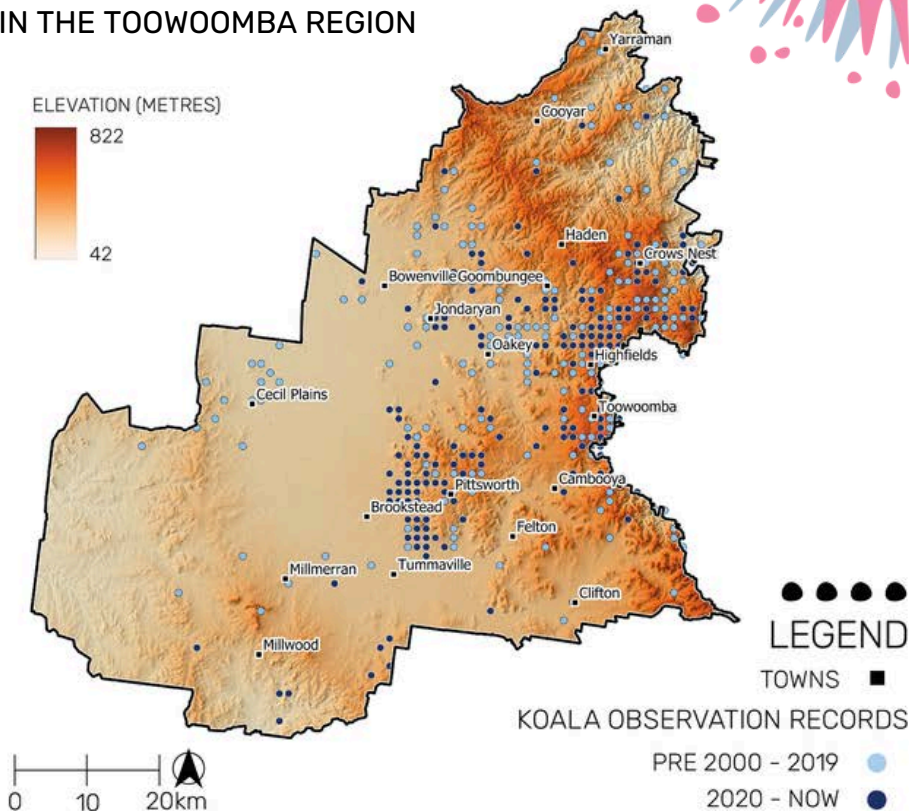 IN THE TOOWOOMBA REGION
ELEVATION (METRES)
822
42
Yarraman
Cooyar
Haden
Crows Nest
Bowenville
Goombungee
Jondaryan
Oakey
Highfields
Cecil Plains
Toowoomba
Pittsworth
Cambooya
Brookstead
Felton
Millmerran
Tummaville
Clifton
Millwood
LEGEND
TOWNS
KOALA OBSERVATION RECORDS
PRE 2000 - 2019
2020 - NOW
0 10 20km